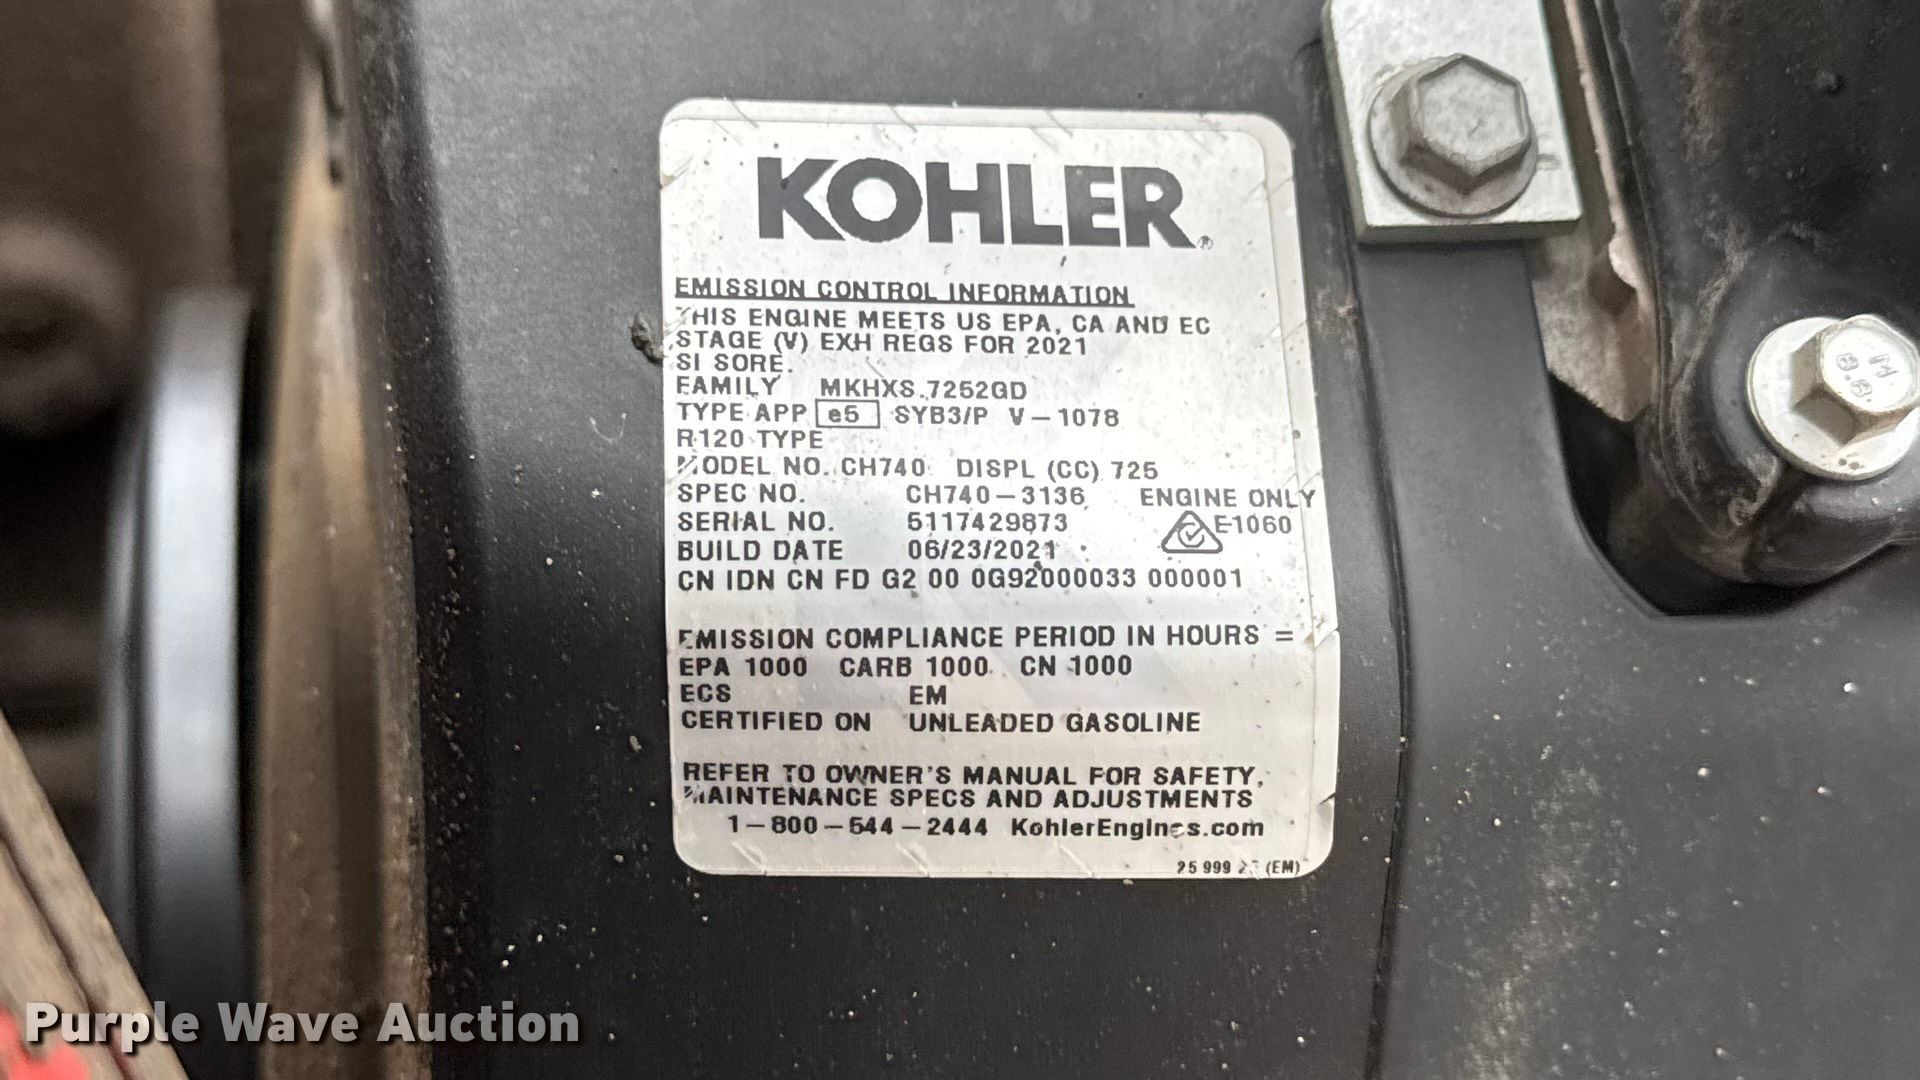 KOHLER®
EMISSION CONTROL INFORMATION
THIS ENGINE MEETS US EPA, CA AND EC
STAGE (V) EXH REGS FOR 2021
SI SORE.
FAMILY MKHXS.7252GD
TYPE APP e5 SYB3/P V-1078
R120 TYPE
MODEL NO. CH740 DISPL (CC) 725
SPEC NO. CH740-3136 ENGINE ONLY
SERIAL NO. 5117429873 E-1060
BUILD DATE 06/23/2021
CN IDN CN FD G2 00 0G92000033 000001
EMISSION COMPLIANCE PERIOD IN HOURS =
EPA 1000 CARB 1000 CN 1000
ECS EM
CERTIFIED ON UNLEADED GASOLINE
REFER TO OWNER'S MANUAL FOR SAFETY,
MAINTENANCE SPECS AND ADJUSTMENTS
1-800-544-2444 KohlerEngines.com
25 999 (EM)
8.8
Purple Wave Auction